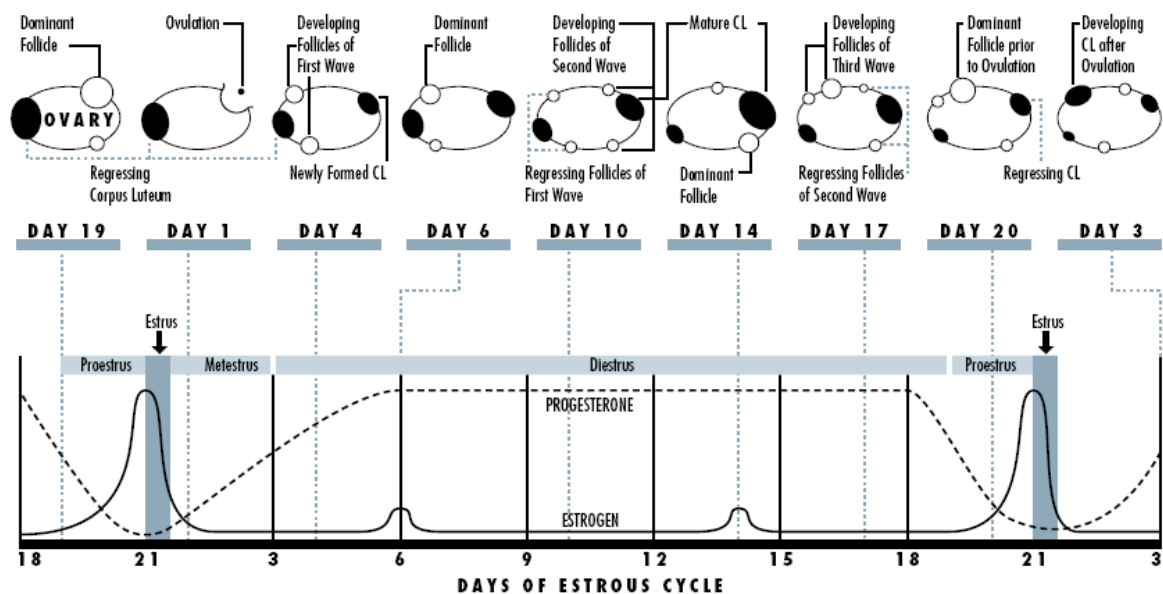 Dominant
Follicle
Ovulation
Developing
Follicles of
First Wave
Dominant
Follicle
Developing
Follicles of
Second Wave
Mature CL
Developing
Follicles of
Third Wave
Dominant
Follicle prior
to Ovulation
Developing
CL after
Ovulation
OVARY
Regressing
Corpus Luteum
Newly Formed CL
Regressing Follicles of
First Wave
Dominant
Follicle
Regressing Follicles
of Second Wave
Regressing CL
DAY 19
DAY 1
DAY 4
DAY 6
DAY 10
DAY 14
DAY 17
DAY 20
DAY 3
Estrus
Estrus
Proestrus
Metestrus
Diestrus
Proestrus
PROGESTERONE
ESTROGEN
18 21 3 6 9 12 15 18 21 3
DAYS OF ESTROUS CYCLE